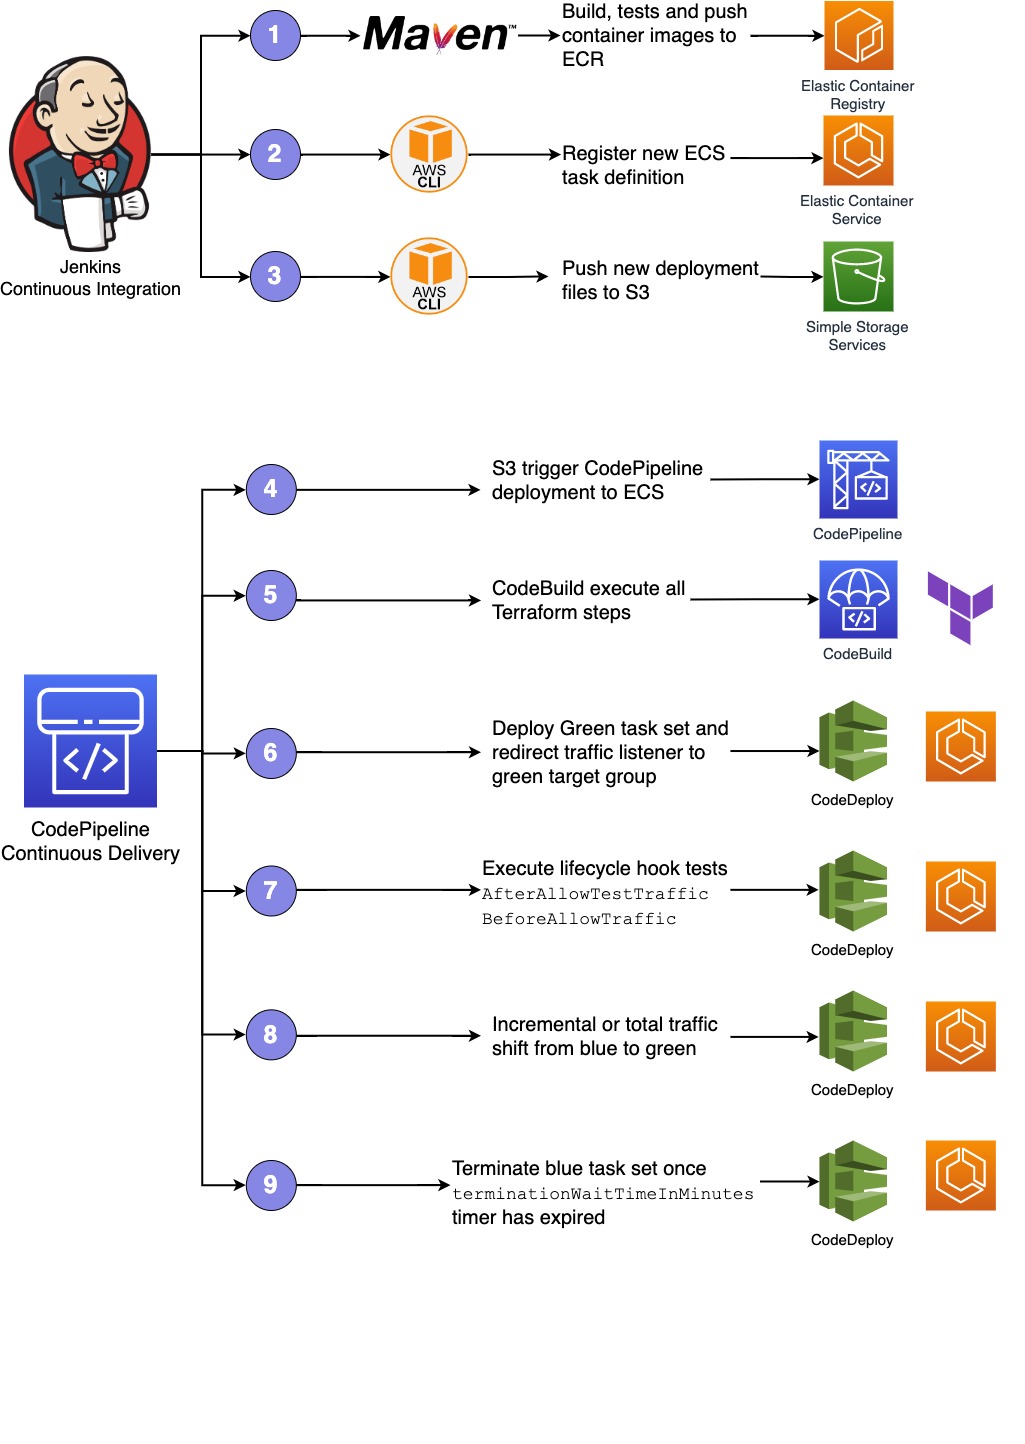 1
Maven™
Build, tests and push
container images to
ECR
Elastic Container
Registry
2
AWS
CLI
Register new ECS
task definition
Elastic Container
Service
Jenkins
Continuous Integration
3
AWS
CLI
Push new deployment
files to S3
Simple Storage
Services
4
S3 trigger CodePipeline
deployment to ECS
</>
CodePipeline
5
CodeBuild execute all
Terraform steps
</>
CodeBuild
</>
CodePipeline
Continuous Delivery
6
Deploy Green task set and
redirect traffic listener to
green target group
CodeDeploy
7
Execute lifecycle hook tests
AfterAllowTestTraffic
BeforeAllowTraffic
CodeDeploy
8
Incremental or total traffic
shift from blue to green
CodeDeploy
9
Terminate blue task set once
terminationWaitTimeInMinutes
timer has expired
CodeDeploy